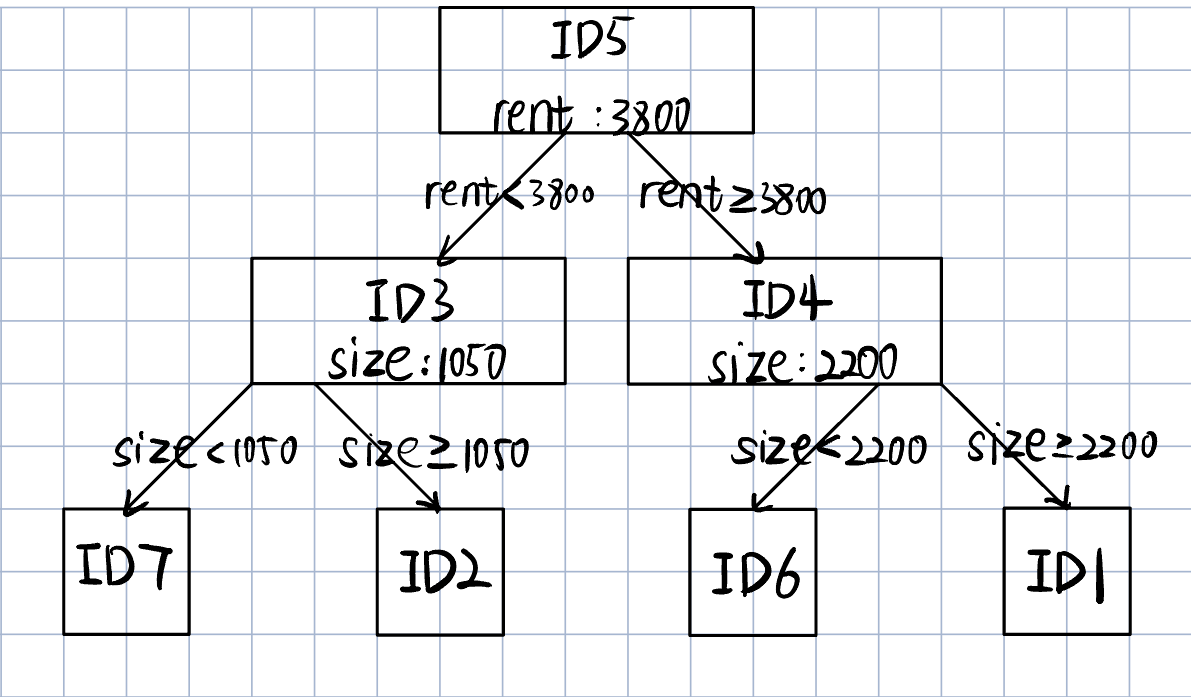 ID5
rent : 3800
rent<3800
rent≥3800
ID3
size:1050
ID4
size:2200
size<1050
size≥1050
size<2200
size≥2200
ID7
ID2
ID6
ID1